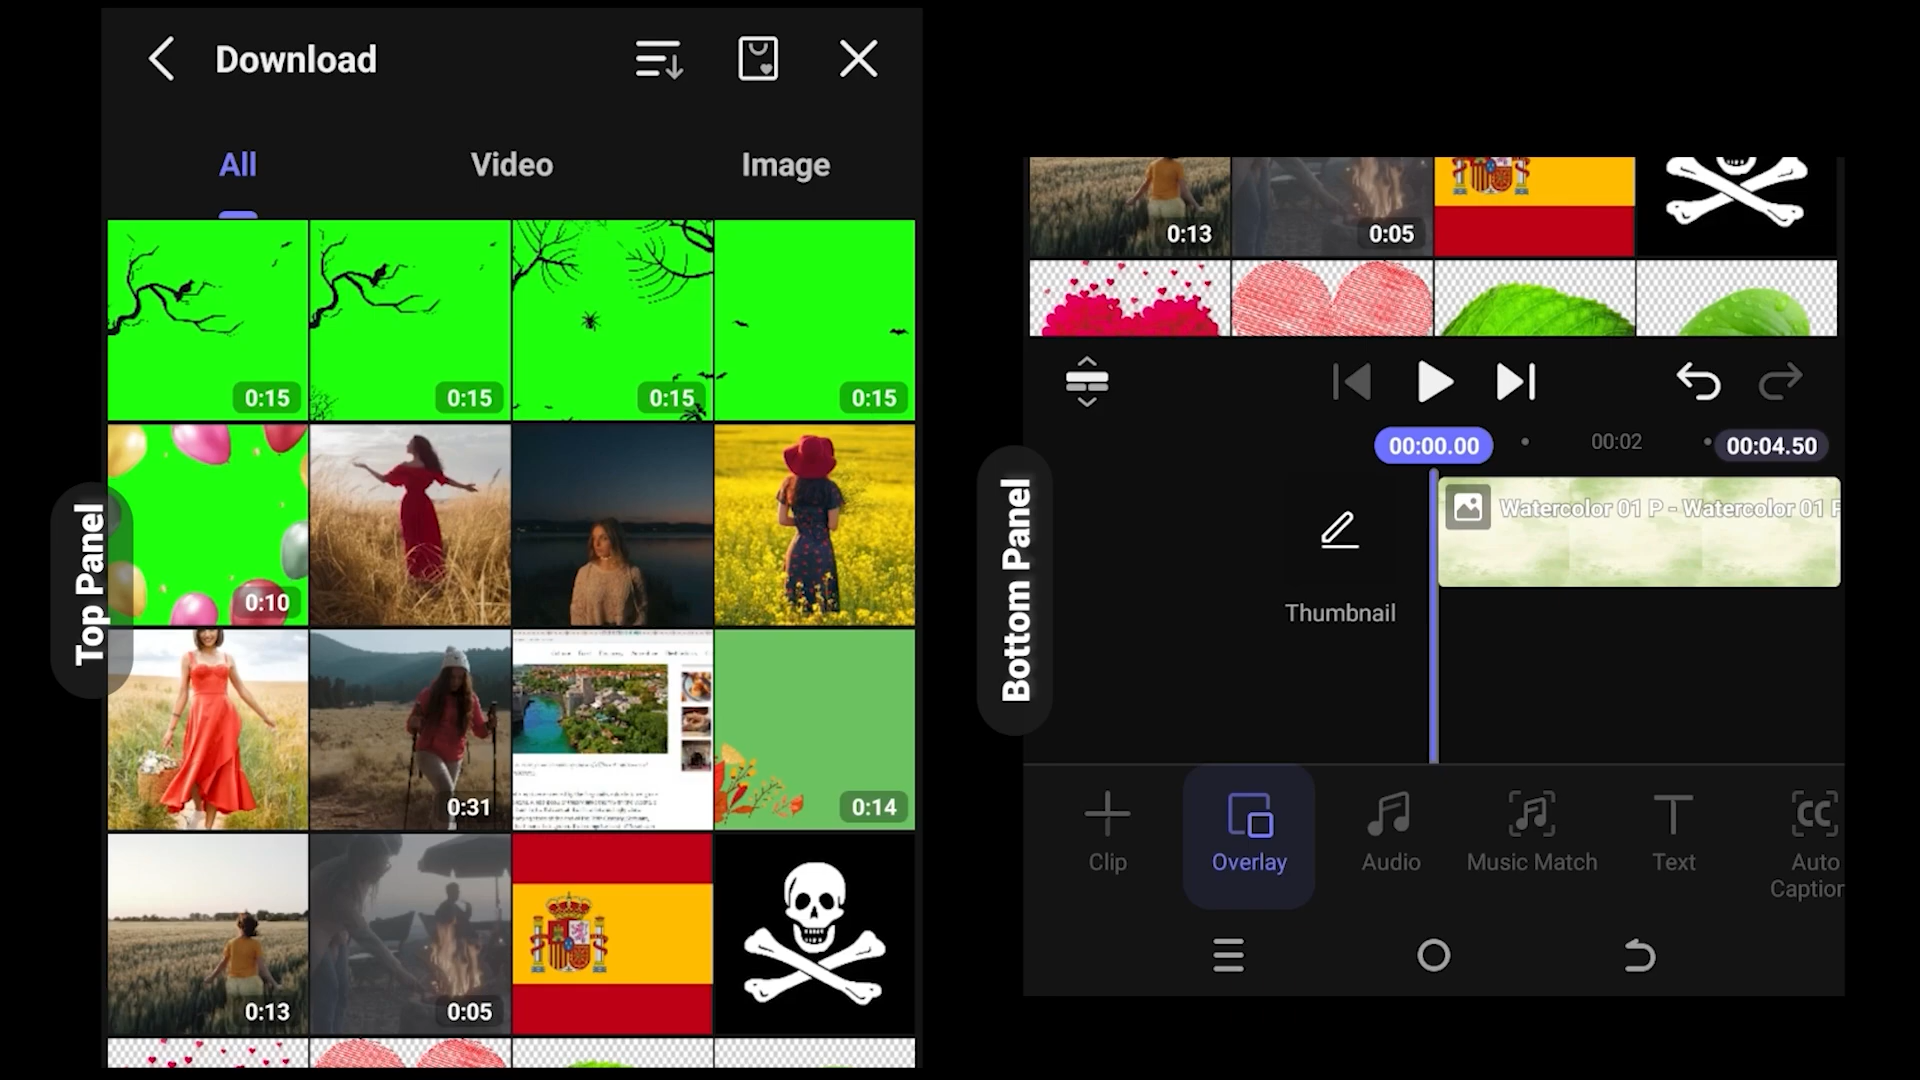 Download
All
Video
Image
0:15
0:15
0:15
0:15
0:10
0:31
0:14
0:13
0:05
Top Panel
0:13
0:05
00:00.00
00:02
00:04.50
Watercolor 01 P - Watercolor 01 P
Thumbnail
Bottom Panel
Clip
Overlay
Audio
Music Match
Text
CC
Auto
Caption